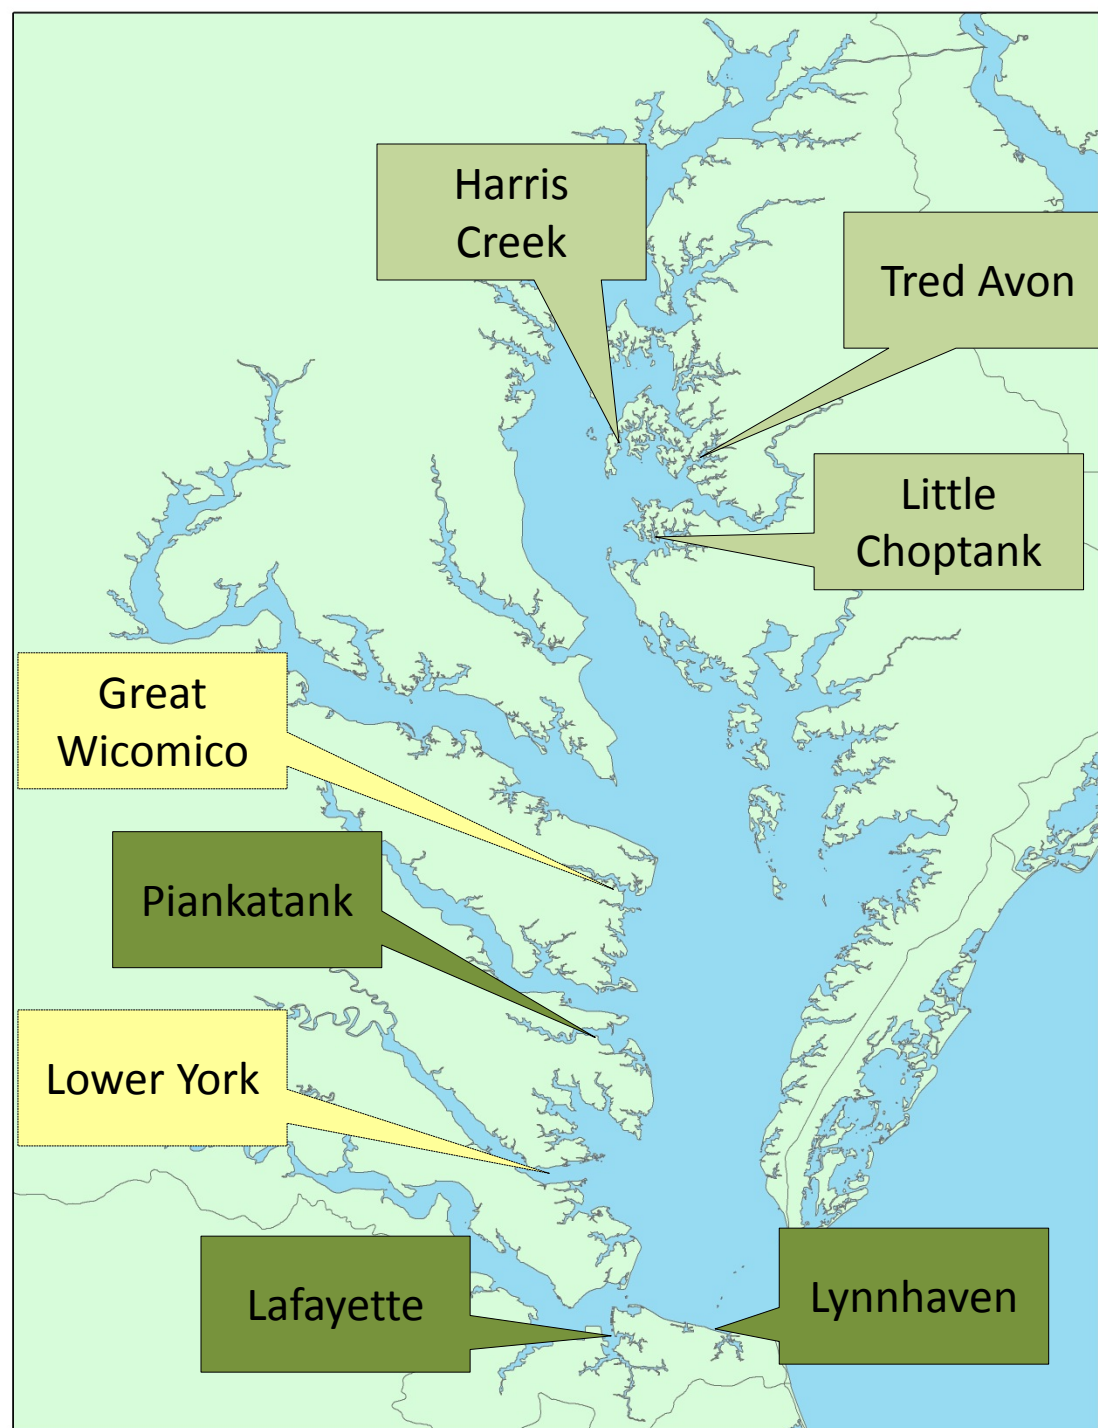 Harris
Creek
Tred Avon
Little
Choptank
Great
Wicomico
Piankatank
Lower York
Lafayette
Lynnhaven